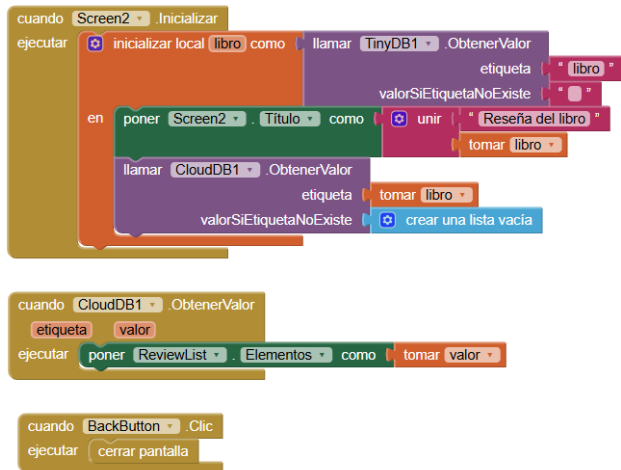 cuando Screen2 .Inicializar
ejecutar inicializar local libro como llamar TinyDB1 .ObtenerValor
etiqueta " libro "
valorSiEtiquetaNoExiste " "
en poner Screen2 . Título como unir " Reseña del libro "
tomar libro
llamar CloudDB1 .ObtenerValor
etiqueta tomar libro
valorSiEtiquetaNoExiste crear una lista vacía
cuando CloudDB1 .ObtenerValor
etiqueta valor
ejecutar poner ReviewList . Elementos como tomar valor
cuando BackButton .Clic
ejecutar cerrar pantalla